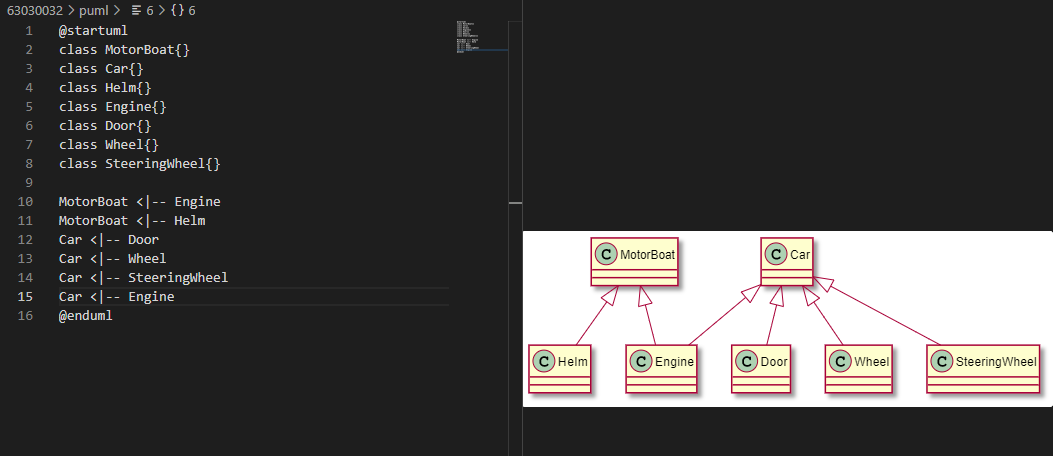 63030032 > puml > 6 > {} 6
1 @startuml
2 class MotorBoat{}
3 class Car{}
4 class Helm{}
5 class Engine{}
6 class Door{}
7 class Wheel{}
8 class SteeringWheel{}
9
10 MotorBoat <|-- Engine
11 MotorBoat <|-- Helm
12 Car <|-- Door
13 Car <|-- Wheel
14 Car <|-- SteeringWheel
15 Car <|-- Engine
16 @enduml
C MotorBoat C Car
C Helm C Engine C Door C Wheel C SteeringWheel